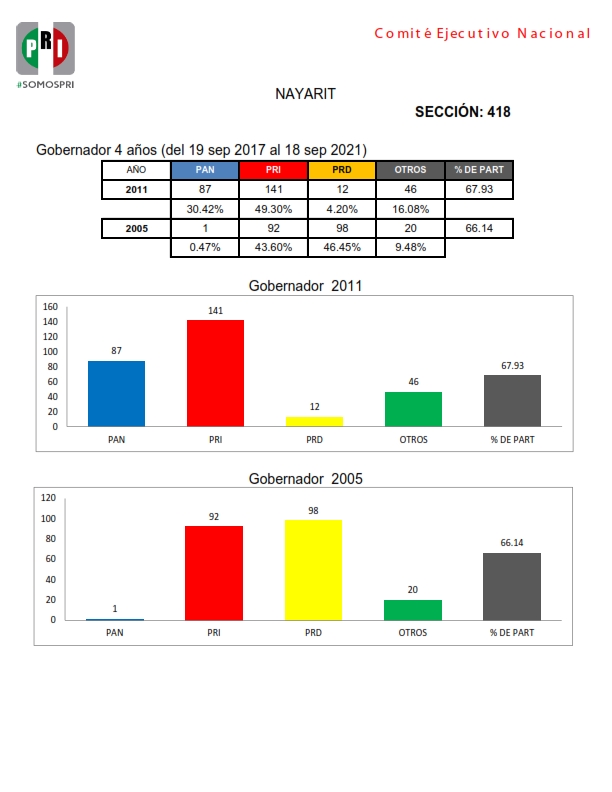 PRI
#SOMOSPRI
Comité Ejecutivo Nacional
NAYARIT
SECCIÓN: 418
Gobernador 4 años (del 19 sep 2017 al 18 sep 2021)
AÑO PAN PRI PRD OTROS % DE PART
2011 87 141 12 46 67.93
30.42% 49.30% 4.20% 16.08%
2005 1 92 98 20 66.14
0.47% 43.60% 46.45% 9.48%
Gobernador 2011
160
140
120
100
80
60
40
20
0
87 141 12 46 67.93
PAN PRI PRD OTROS % DE PART
Gobernador 2005
120
100
80
60
40
20
0
1 92 98 20 66.14
PAN PRI PRD OTROS % DE PART